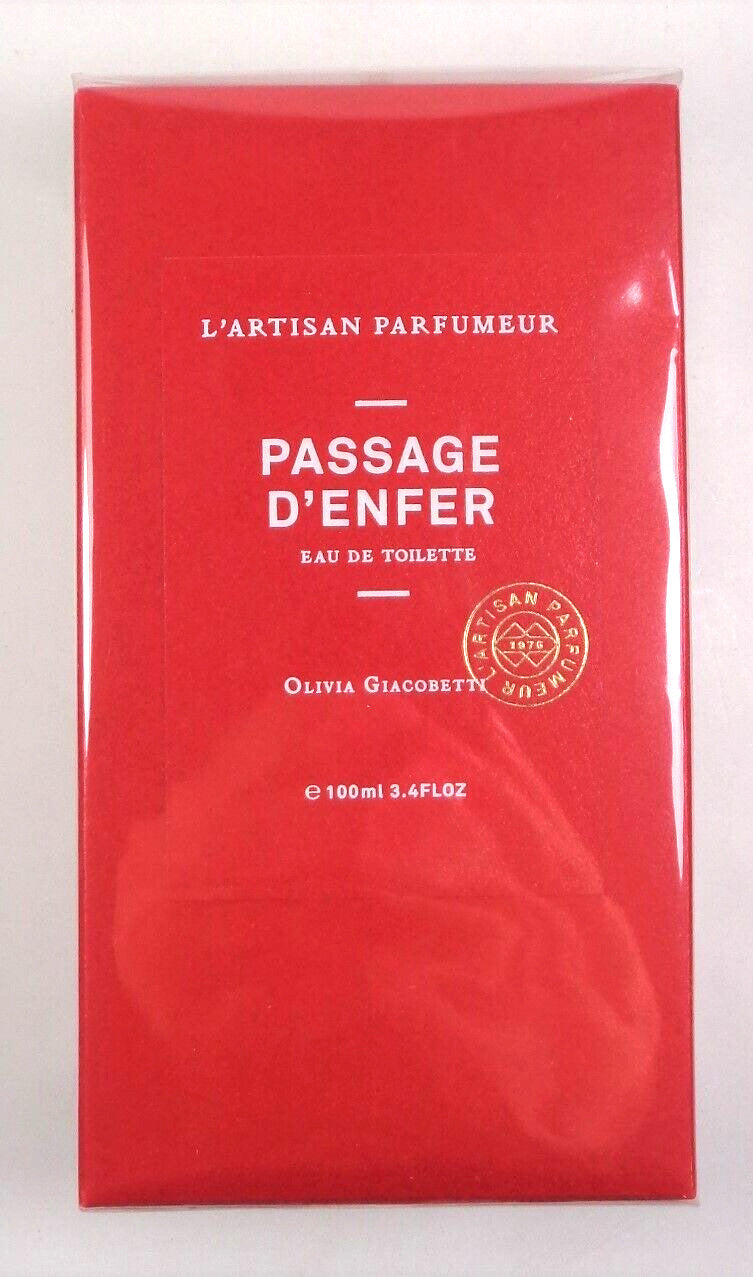 L'ARTISAN PARFUMEUR
PASSAGE
D'ENFER
EAU DE TOILETTE
L'ARTISAN PARFUMEUR
1976
OLIVIA GIACOBETTI
℮ 100ml 3.4FLOZ